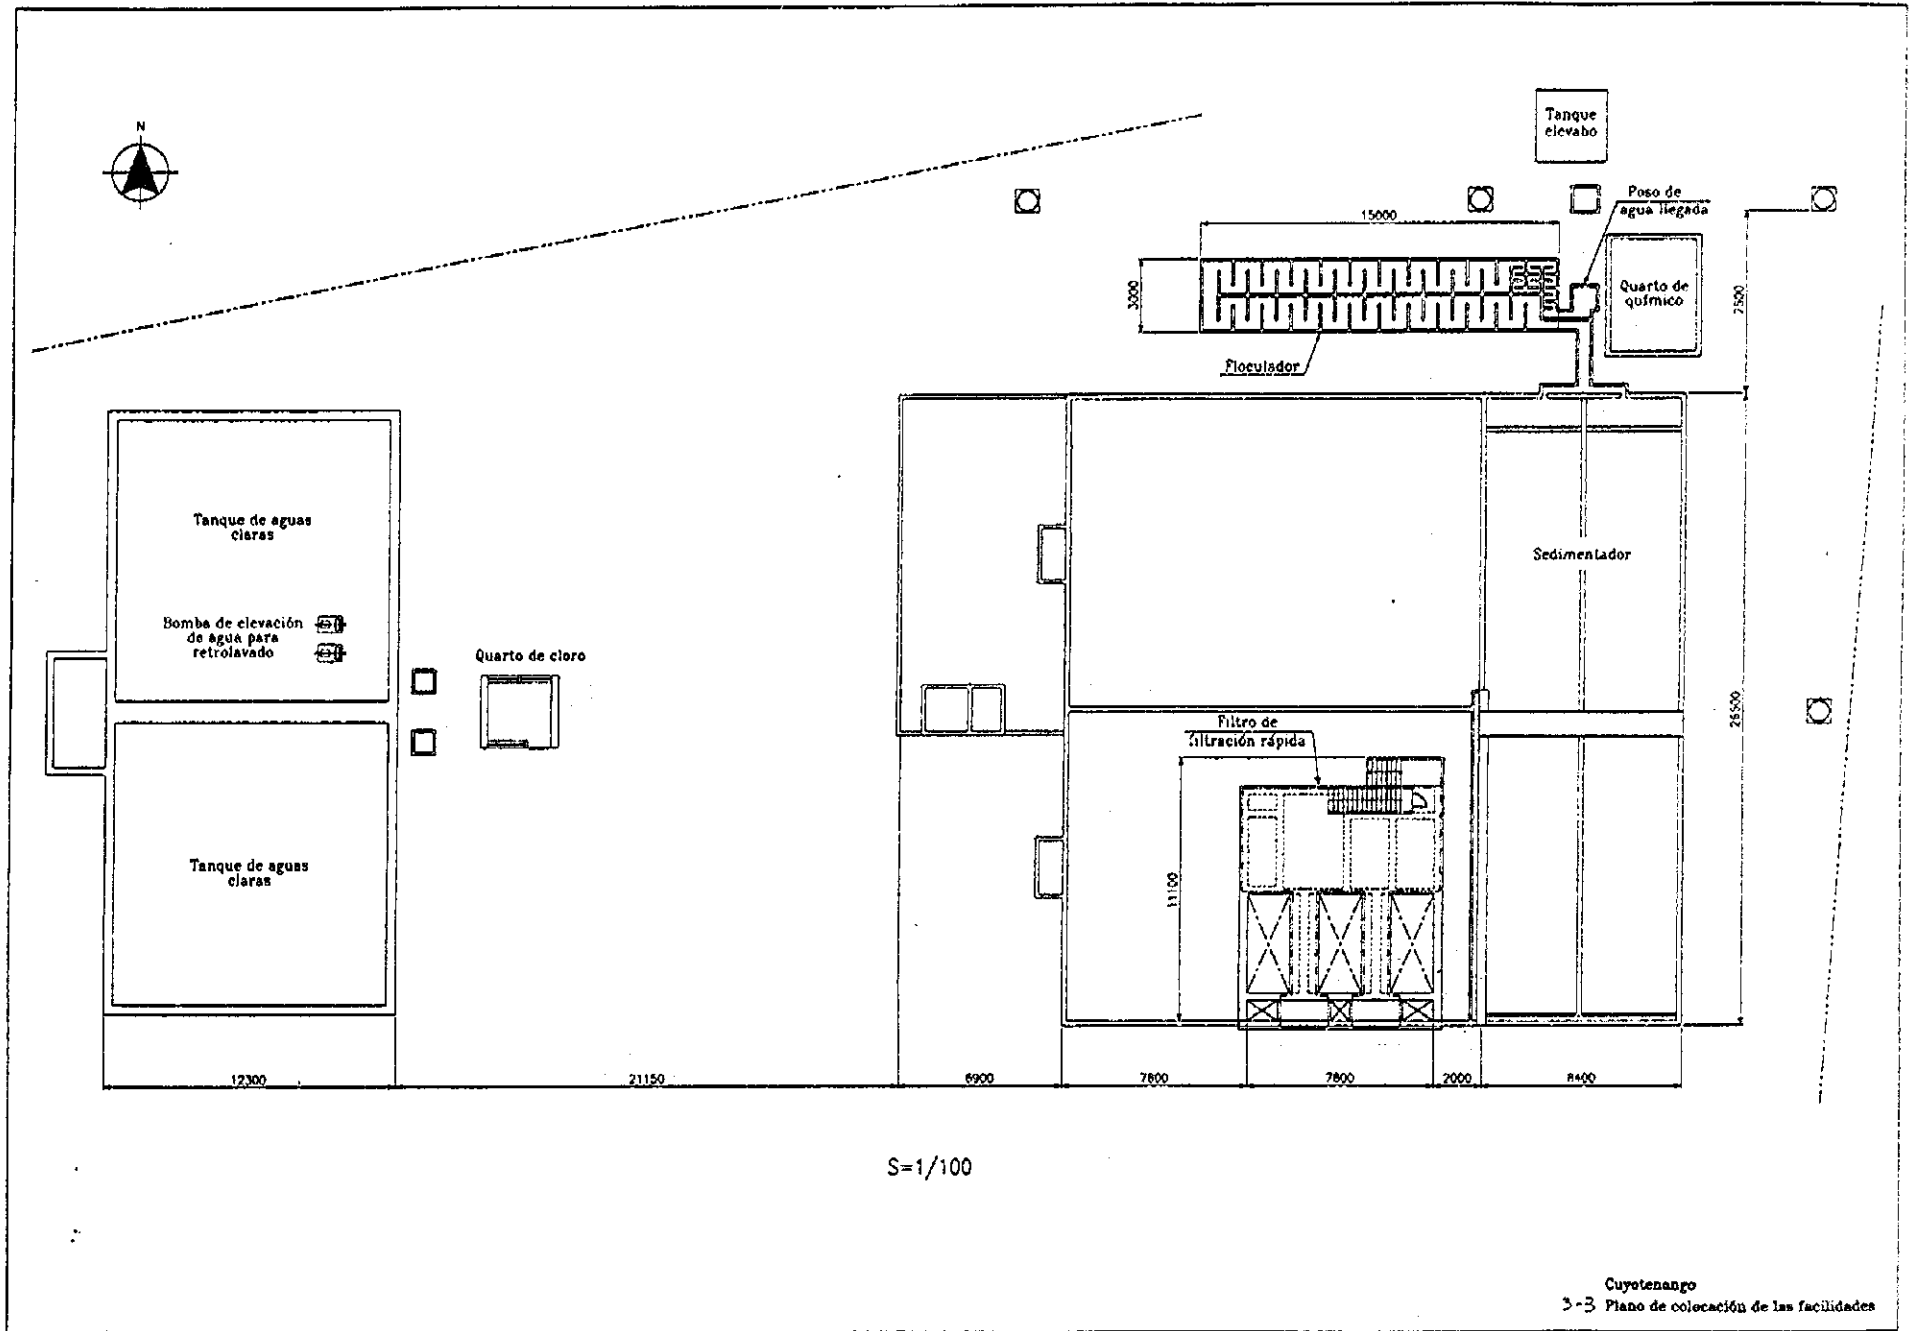 N
Tanque
elevabo
Poso de
agua llegada
15000
3000
Quarto de
químico
7500
Floculador
Tanque de aguas
claras
Sedimentador
Bomba de elevación
de agua para
retrolavado
Quarto de cloro
26500
Filtro de
filtración rápida
11100
Tanque de aguas
claras
12300
21150
6900
7800
7800
2000
8400
S=1/100
Cuyotenango
3-3 Plano de colocación de las facilidades